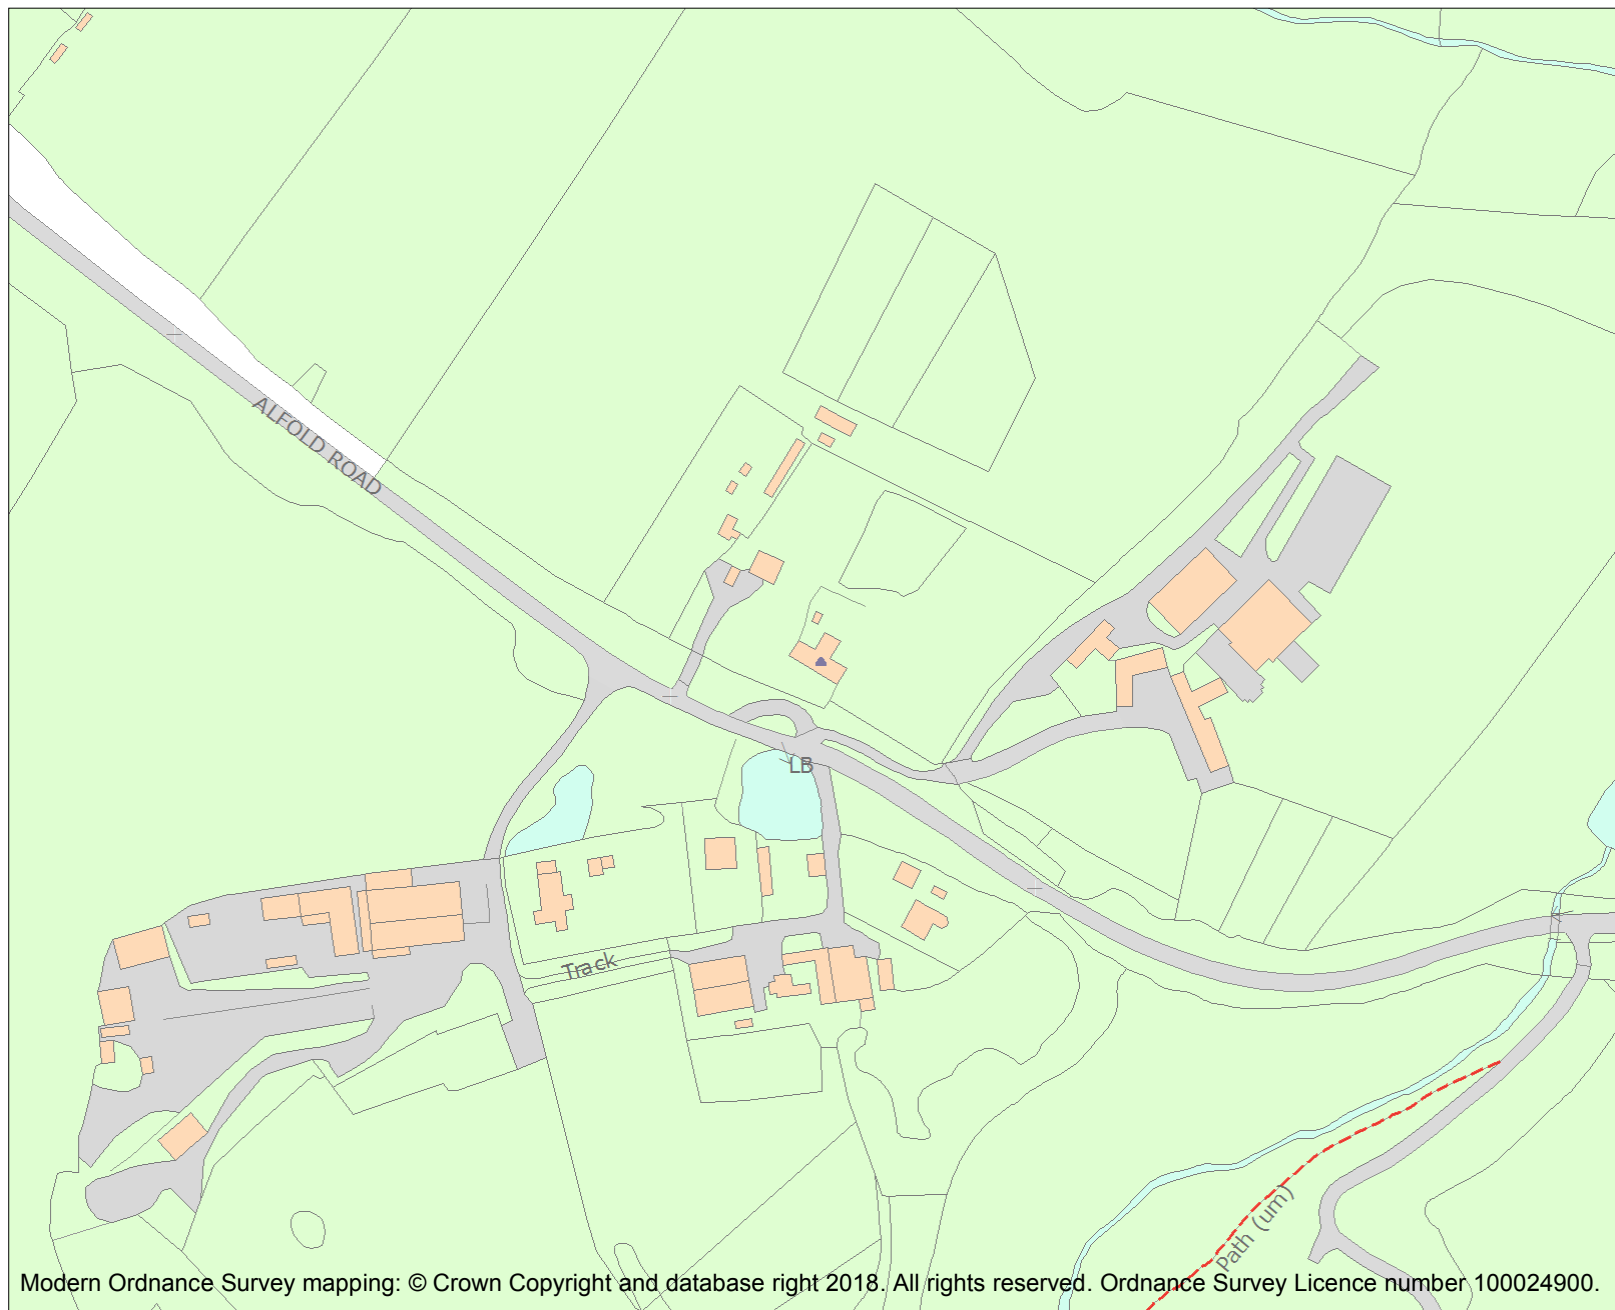 ALFOLD ROAD
LB
Track
Path (um)
Modern Ordnance Survey mapping: © Crown Copyright and database right 2018. All rights reserved. Ordnance Survey Licence number 100024900.